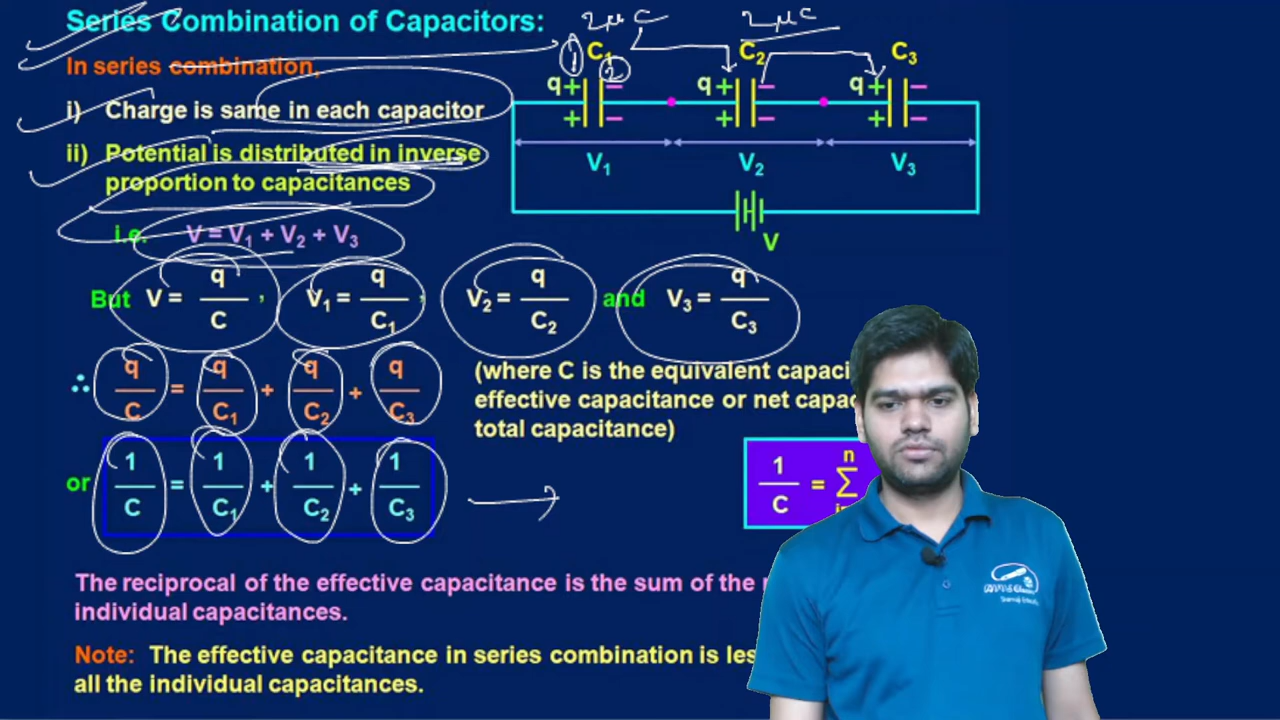 Series Combination of Capacitors:
In series combination,
i) Charge is same in each capacitor
ii) Potential is distributed in inverse
proportion to capacitances
i.e. V = V₁ + V₂ + V₃
2μC 2μC
① C₁ ② C₂ C₃
q + − q + − q + −
+ − + − + −
V₁ V₂ V₃
V
But V = q/C , V₁ = q/C₁ , V₂ = q/C₂ and V₃ = q/C₃
∴ q/C = q/C₁ + q/C₂ + q/C₃
(where C is the equivalent
effective capacitance or net
total capacitance)
or 1/C = 1/C₁ + 1/C₂ + 1/C₃ →
1/C = n Σ
The reciprocal of the effective capacitance is the sum of the
individual capacitances.
Note: The effective capacitance in series combination is
all the individual capacitances.